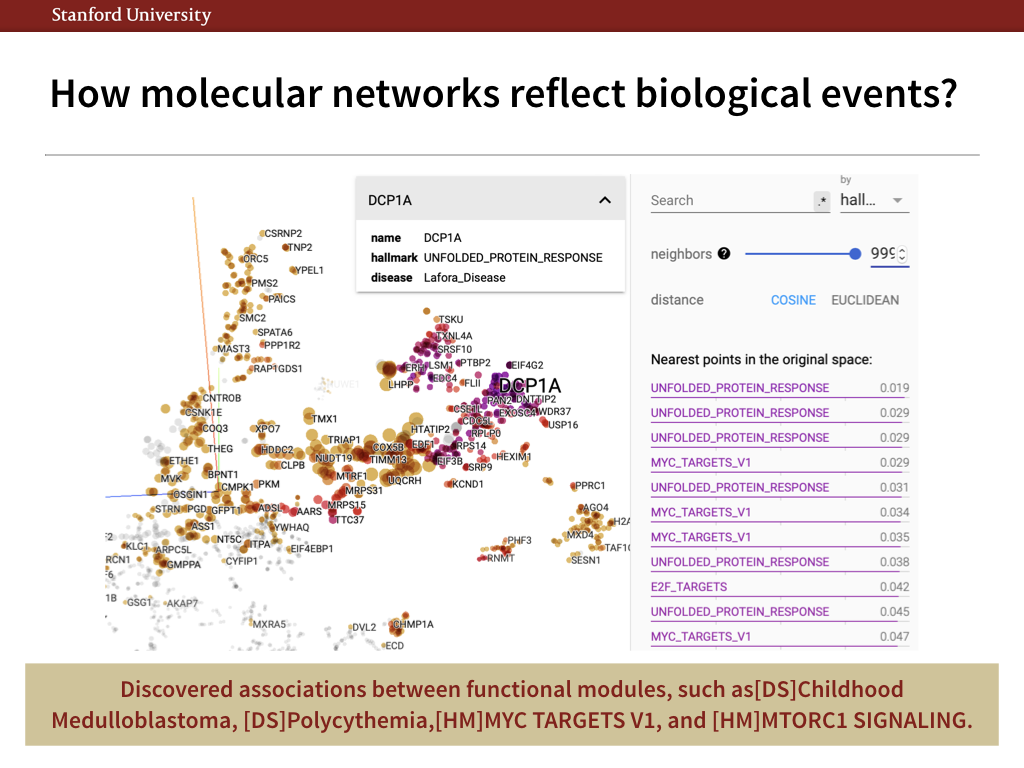 Stanford University
How molecular networks reflect biological events?
DCP1A
name DCP1A
hallmark UNFOLDED_PROTEIN_RESPONSE
disease Lafora_Disease
CSRNP2
TNP2
ORC5
YPEL1
PMS2
PAICS
SMC2
SPATA6
PPP1R2
MAST3
RAP1GDS1
CNTROB
CSNK1E
COQ3
XPO7
THEG
HDDC2
ETHE1
CLPB
BPNT1
MVK
CMPK1
PKM
OSGIN1
STRN
PGD
GFPT1
ADSL
AARS
ASS1
YWHAQ
NT5C
ITPA
KLC1
ARPC5L
EIF4EBP1
RCN1
GMPPA
CYFIP1
GSG1
AKAP7
MXRA5
DVL2
CHMP1A
ECD
TSKU
TXNL4A
SRSF10
LSM1
PTBP2
EIF4G2
LHPP
EDC4
FLII
DCP1A
PAN2
DNTTIP2
EXOSC4
WDR37
USP16
TMX1
HTATIP2
RPLP0
TRIAP1
COX5B
RPS14
NUDT19
TIMM13
EIF3B
HEXIM1
SRP9
MTRF1
UQCRH
KCND1
MRPS31
MRPS15
TTC37
PPRC1
AGO4
MXD4
PHF3
RNMT
SESN1
by
Search .* hall...
neighbors ? 999
distance COSINE EUCLIDEAN
Nearest points in the original space:
UNFOLDED_PROTEIN_RESPONSE 0.019
UNFOLDED_PROTEIN_RESPONSE 0.029
UNFOLDED_PROTEIN_RESPONSE 0.029
MYC_TARGETS_V1 0.029
UNFOLDED_PROTEIN_RESPONSE 0.031
MYC_TARGETS_V1 0.034
MYC_TARGETS_V1 0.035
UNFOLDED_PROTEIN_RESPONSE 0.038
E2F_TARGETS 0.042
UNFOLDED_PROTEIN_RESPONSE 0.045
MYC_TARGETS_V1 0.047
Discovered associations between functional modules, such as[DS]Childhood
Medulloblastoma, [DS]Polycythemia,[HM]MYC TARGETS V1, and [HM]MTORC1 SIGNALING.